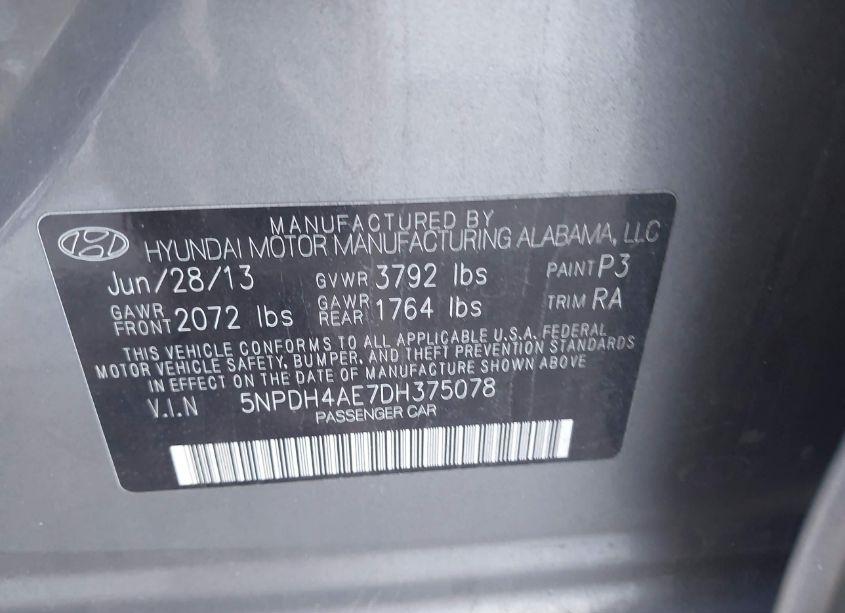 MANUFACTURED BY
HYUNDAI MOTOR MANUFACTURING ALABAMA, LLC
Jun/28/13 GVWR 3792 lbs PAINT P3
GAWR FRONT 2072 lbs GAWR REAR 1764 lbs TRIM RA
THIS VEHICLE CONFORMS TO ALL APPLICABLE U.S.A. FEDERAL
MOTOR VEHICLE SAFETY, BUMPER, AND THEFT PREVENTION STANDARDS
IN EFFECT ON THE DATE OF MANUFACTURE SHOWN ABOVE
V.I.N 5NPDH4AE7DH375078
PASSENGER CAR